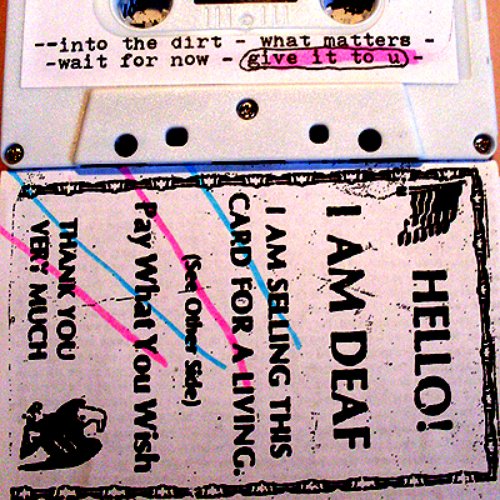 --into the dirt - what matters -
-wait for now - give it to u -
HELLO!
I AM DEAF
I AM SELLING THIS
CARD FOR A LIVING.
(See Other Side)
Pay What You Wish
THANK YOU
VERY MUCH